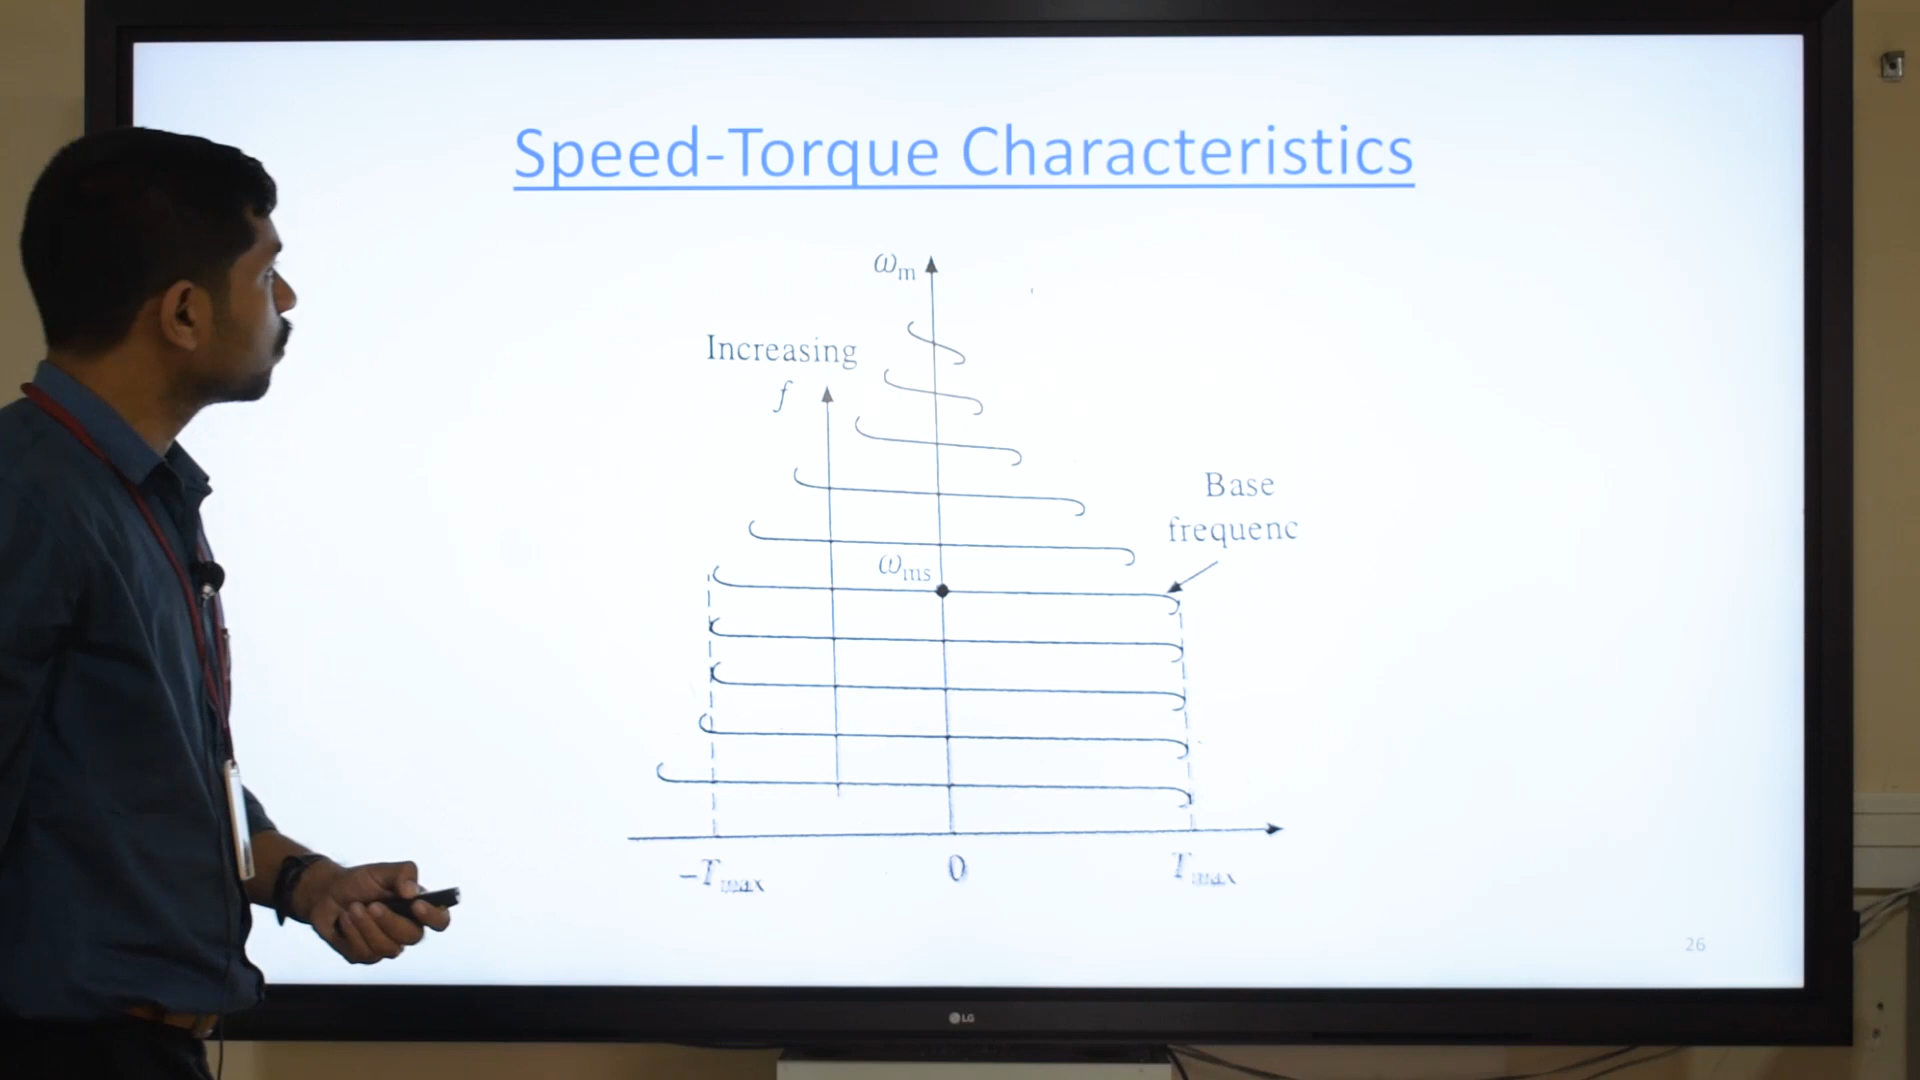 Speed-Torque Characteristics
ωm
Increasing
f
Base
frequenc
ωms
−Tmax
0
Tmax
26
LG